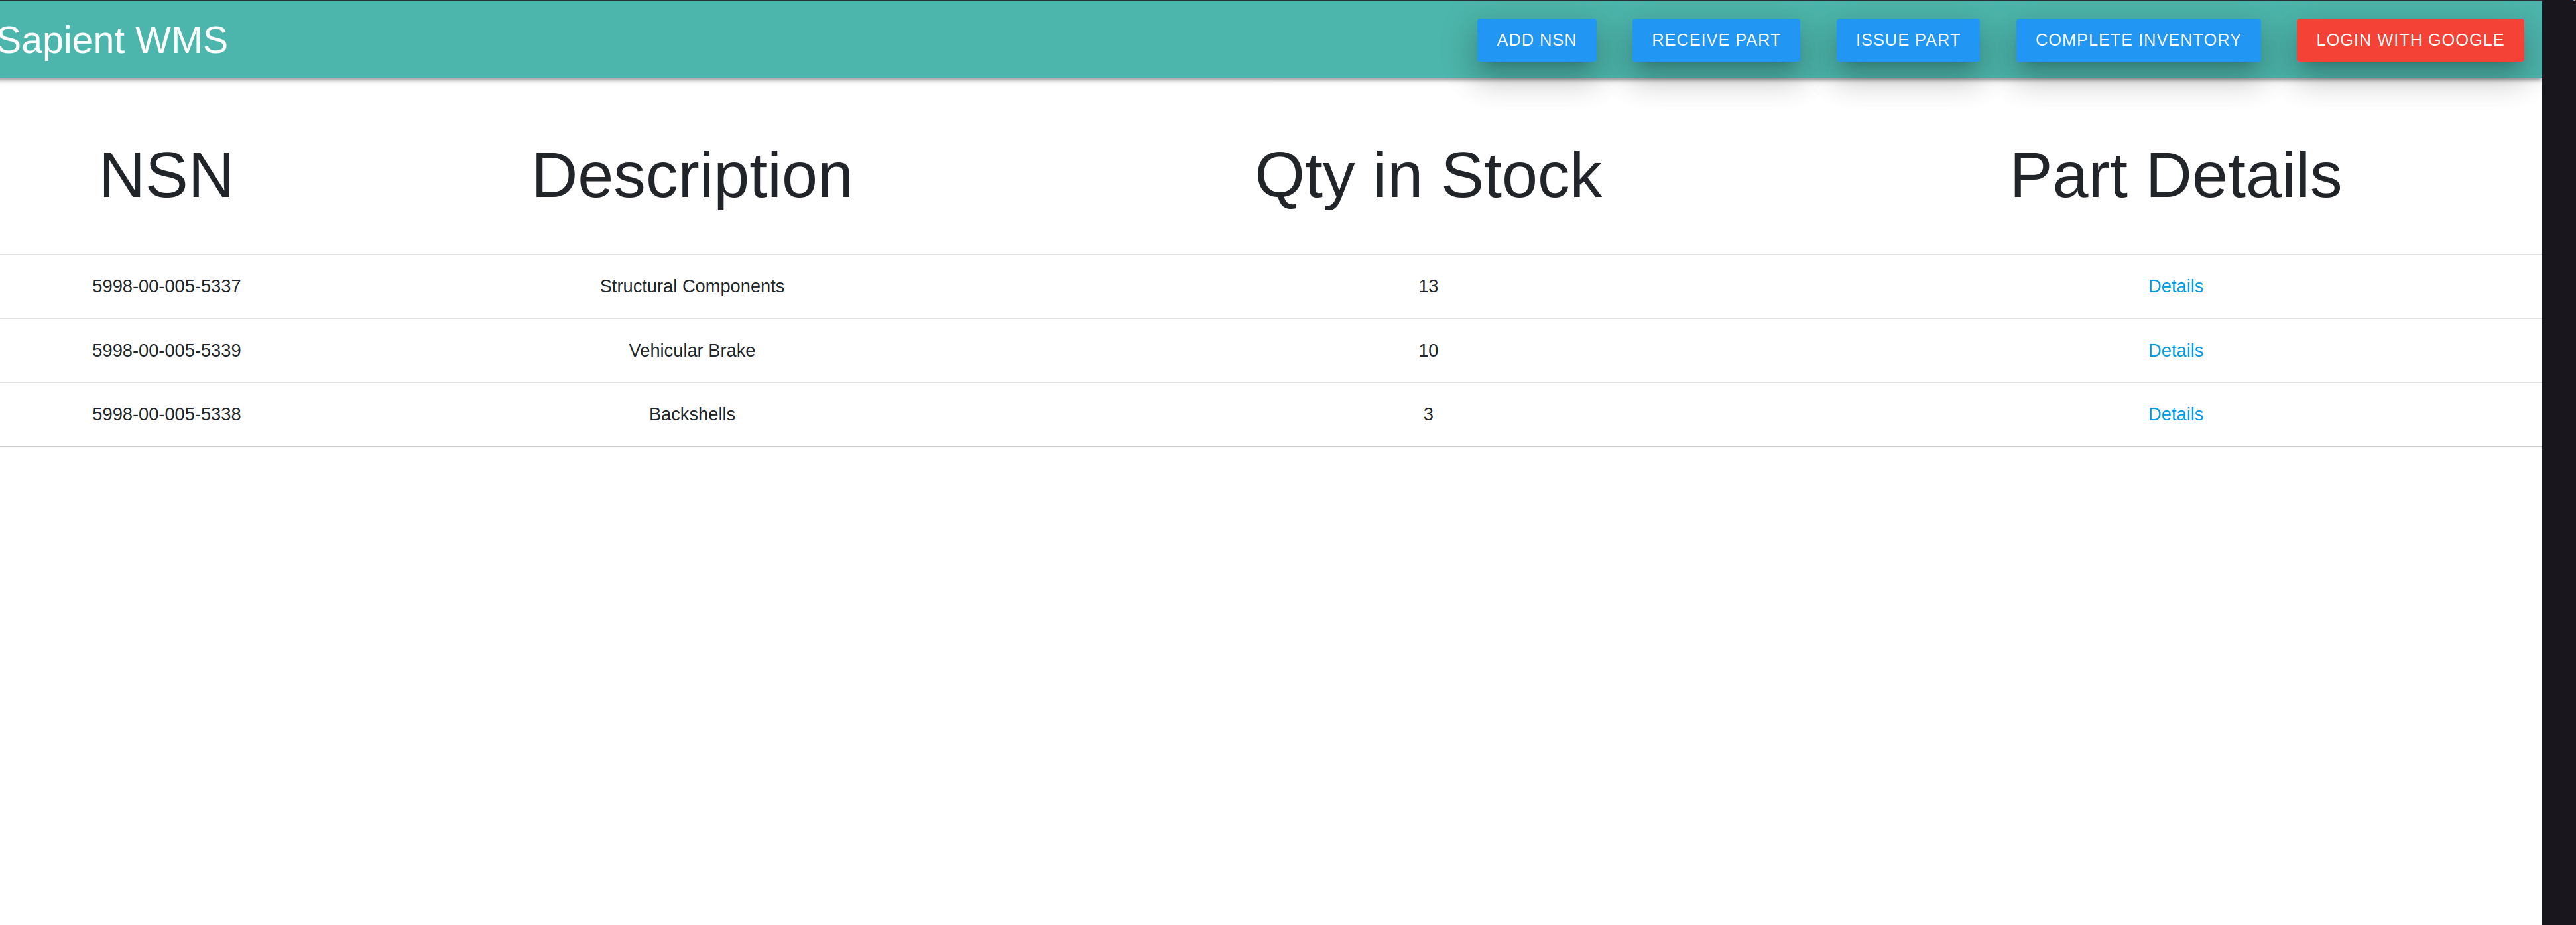 Sapient WMS ADD NSN RECEIVE PART ISSUE PART COMPLETE INVENTORY LOGIN WITH GOOGLE
NSN Description Qty in Stock Part Details
5998-00-005-5337 Structural Components 13 Details
5998-00-005-5339 Vehicular Brake 10 Details
5998-00-005-5338 Backshells 3 Details